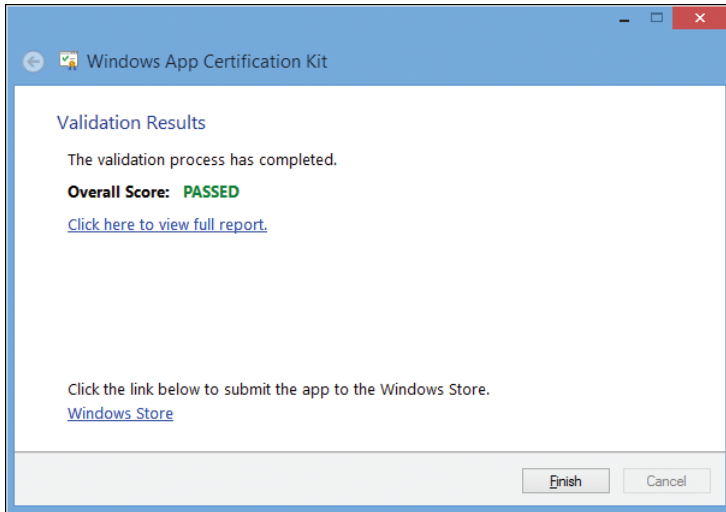 Windows App Certification Kit
Validation Results
The validation process has completed.
Overall Score: PASSED
Click here to view full report.
Click the link below to submit the app to the Windows Store.
Windows Store
Finish Cancel